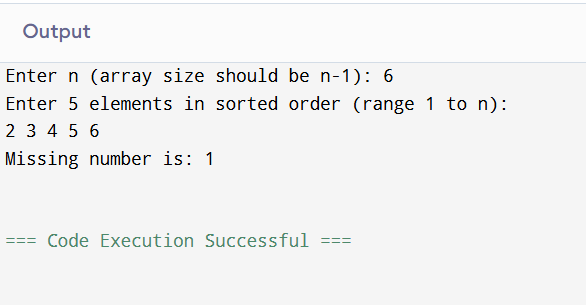 Output
Enter n (array size should be n-1): 6
Enter 5 elements in sorted order (range 1 to n):
2 3 4 5 6
Missing number is: 1
=== Code Execution Successful ===